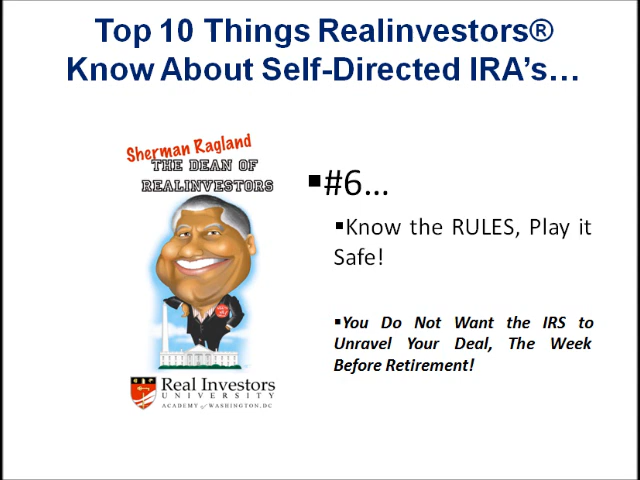 Top 10 Things Realinvestors®
Know About Self-Directed IRA's…
Sherman Ragland
THE DEAN OF
REALINVESTORS
▪#6…
▪Know the RULES, Play it
Safe!
▪You Do Not Want the IRS to
Unravel Your Deal, The Week
Before Retirement!
Real Investors
UNIVERSITY
ACADEMY of WASHINGTON, DC